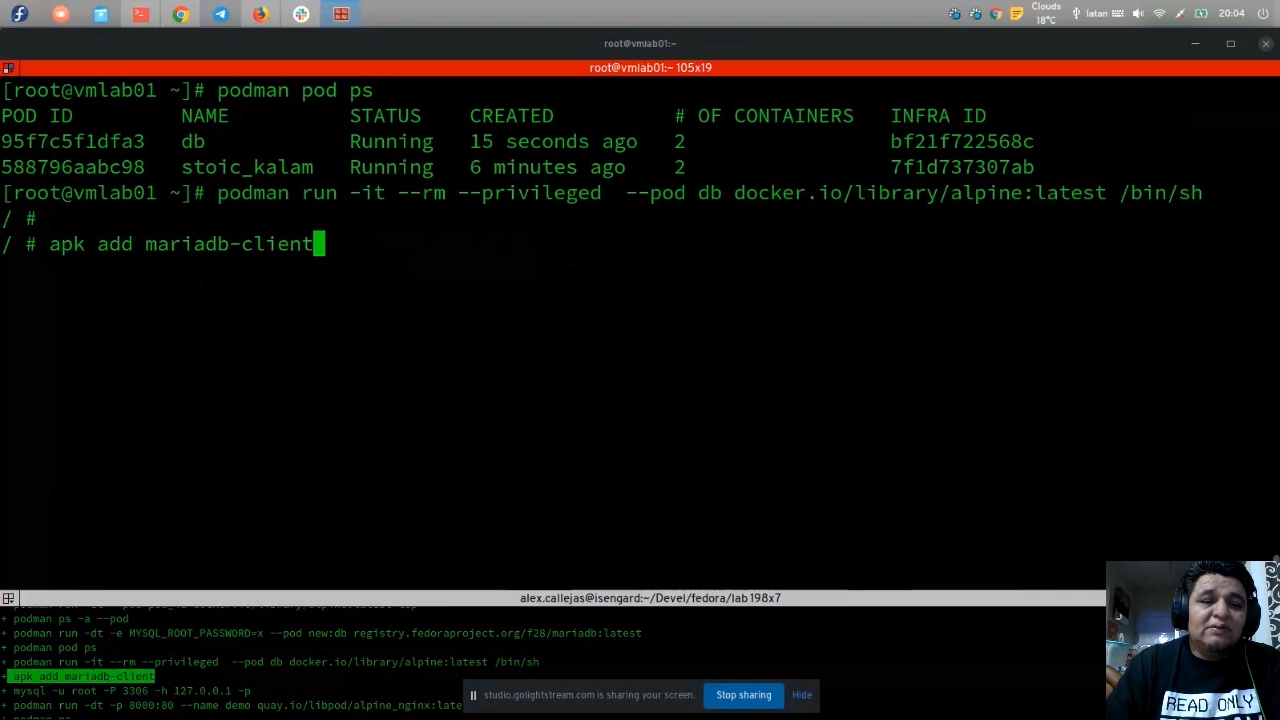 Clouds
18°C
latan
20:04
root@vmlab01:~
root@vmlab01:~ 105x19
[root@vmlab01 ~]# podman pod ps
POD ID NAME STATUS CREATED # OF CONTAINERS INFRA ID
95f7c5f1dfa3 db Running 15 seconds ago 2 bf21f722568c
588796aabc98 stoic_kalam Running 6 minutes ago 2 7f1d737307ab
[root@vmlab01 ~]# podman run -it --rm --privileged --pod db docker.io/library/alpine:latest /bin/sh
/ #
/ # apk add mariadb-client
alex.callejas@isengard:~/Devel/fedora/lab 198x7
+ podman ps -a --pod
+ podman run -dt -e MYSQL_ROOT_PASSWORD=x --pod new:db registry.fedoraproject.org/f28/mariadb:latest
+ podman pod ps
+ podman run -it --rm --privileged --pod db docker.io/library/alpine:latest /bin/sh
+ apk add mariadb-client
+ mysql -u root -P 3306 -h 127.0.0.1 -p
+ podman run -dt -p 8000:80 --name demo quay.io/libpod/alpine_nginx:late
studio.golightstream.com is sharing your screen.
Stop sharing
Hide
READ ONLY